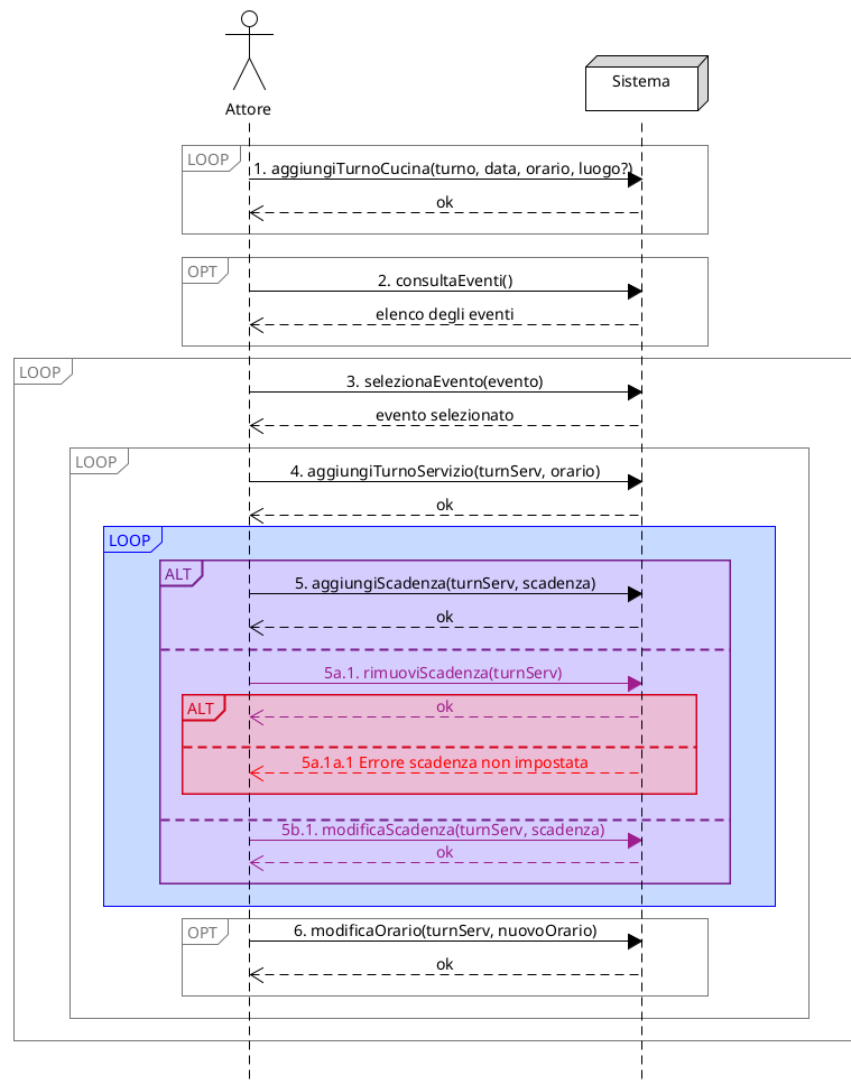 Attore
Sistema
LOOP
1. aggiungiTurnoCucina(turno, data, orario, luogo?)
ok
OPT
2. consultaEventi()
elenco degli eventi
LOOP
3. selezionaEvento(evento)
evento selezionato
LOOP
4. aggiungiTurnoServizio(turnServ, orario)
ok
LOOP
ALT
5. aggiungiScadenza(turnServ, scadenza)
ok
5a.1. rimuoviScadenza(turnServ)
ALT
ok
5a.1a.1 Errore scadenza non impostata
5b.1. modificaScadenza(turnServ, scadenza)
ok
OPT
6. modificaOrario(turnServ, nuovoOrario)
ok